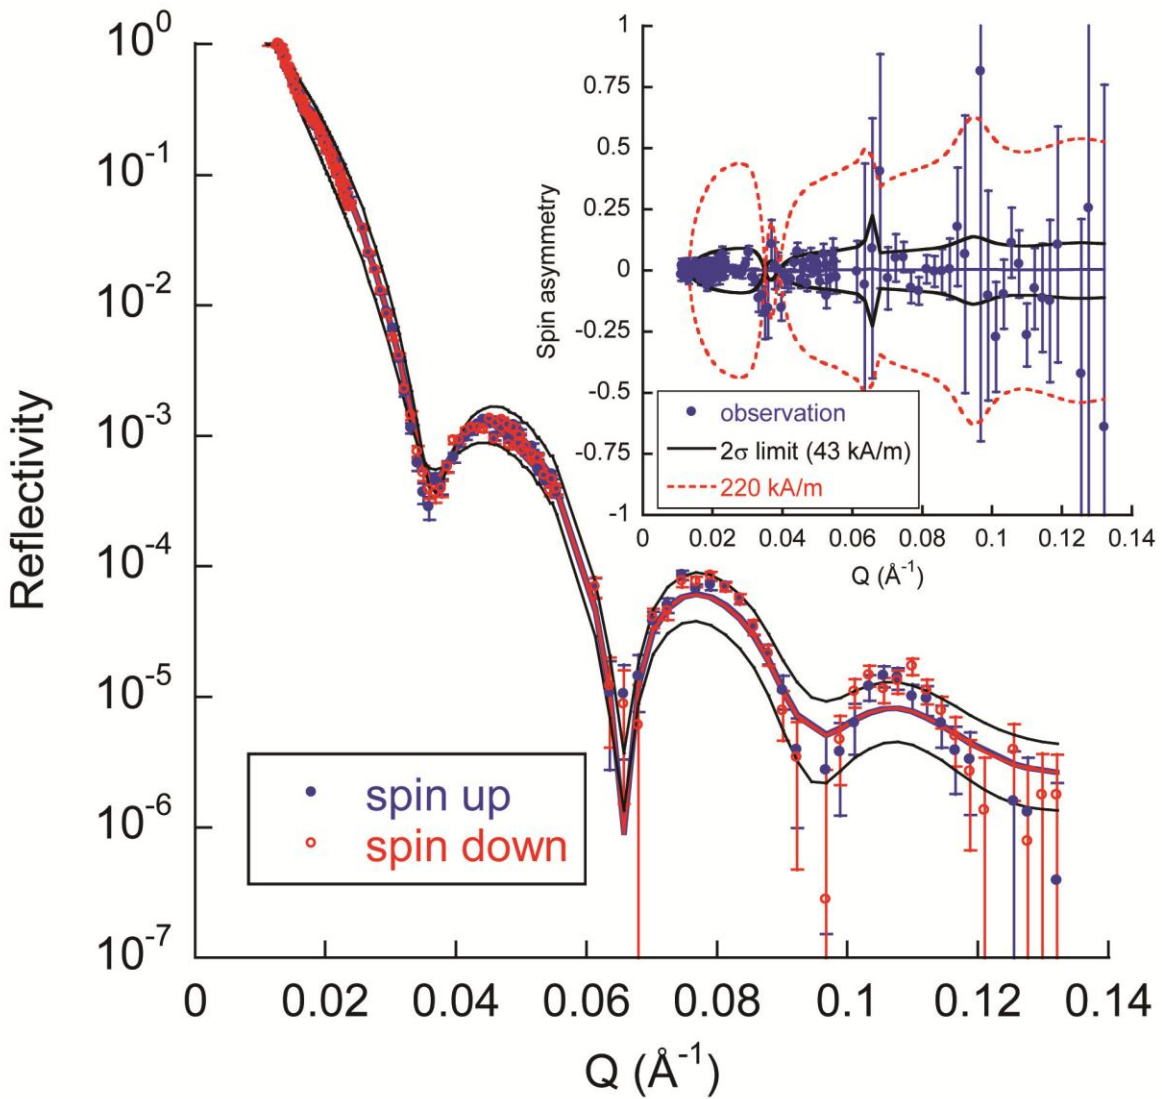 10^0
10^-1
10^-2
10^-3
10^-4
10^-5
10^-6
10^-7
Reflectivity
0 0.02 0.04 0.06 0.08 0.1 0.12 0.14
Q (Å^-1)
spin up
spin down
1
0.75
0.5
0.25
0
-0.25
-0.5
-0.75
-1
Spin asymmetry
observation
2σ limit (43 kA/m)
220 kA/m
0 0.02 0.04 0.06 0.08 0.1 0.12 0.14
Q (Å^-1)